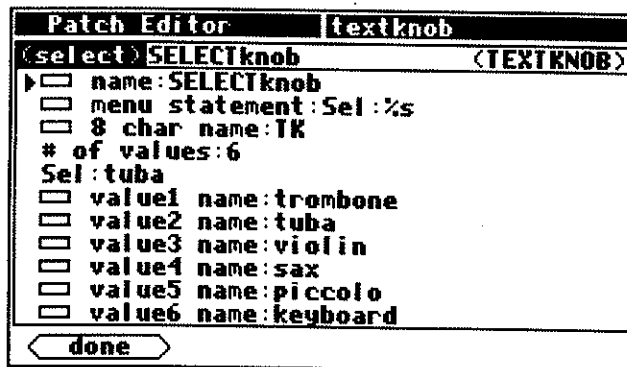 Patch Editor textknob
(select) SELECTknob (TEXTKNOB)
name:SELECTknob
menu statement:Sel:%s
8 char name:TK
# of values:6
Sel:tuba
value1 name:trombone
value2 name:tuba
value3 name:violin
value4 name:sax
value5 name:piccolo
value6 name:keyboard
done